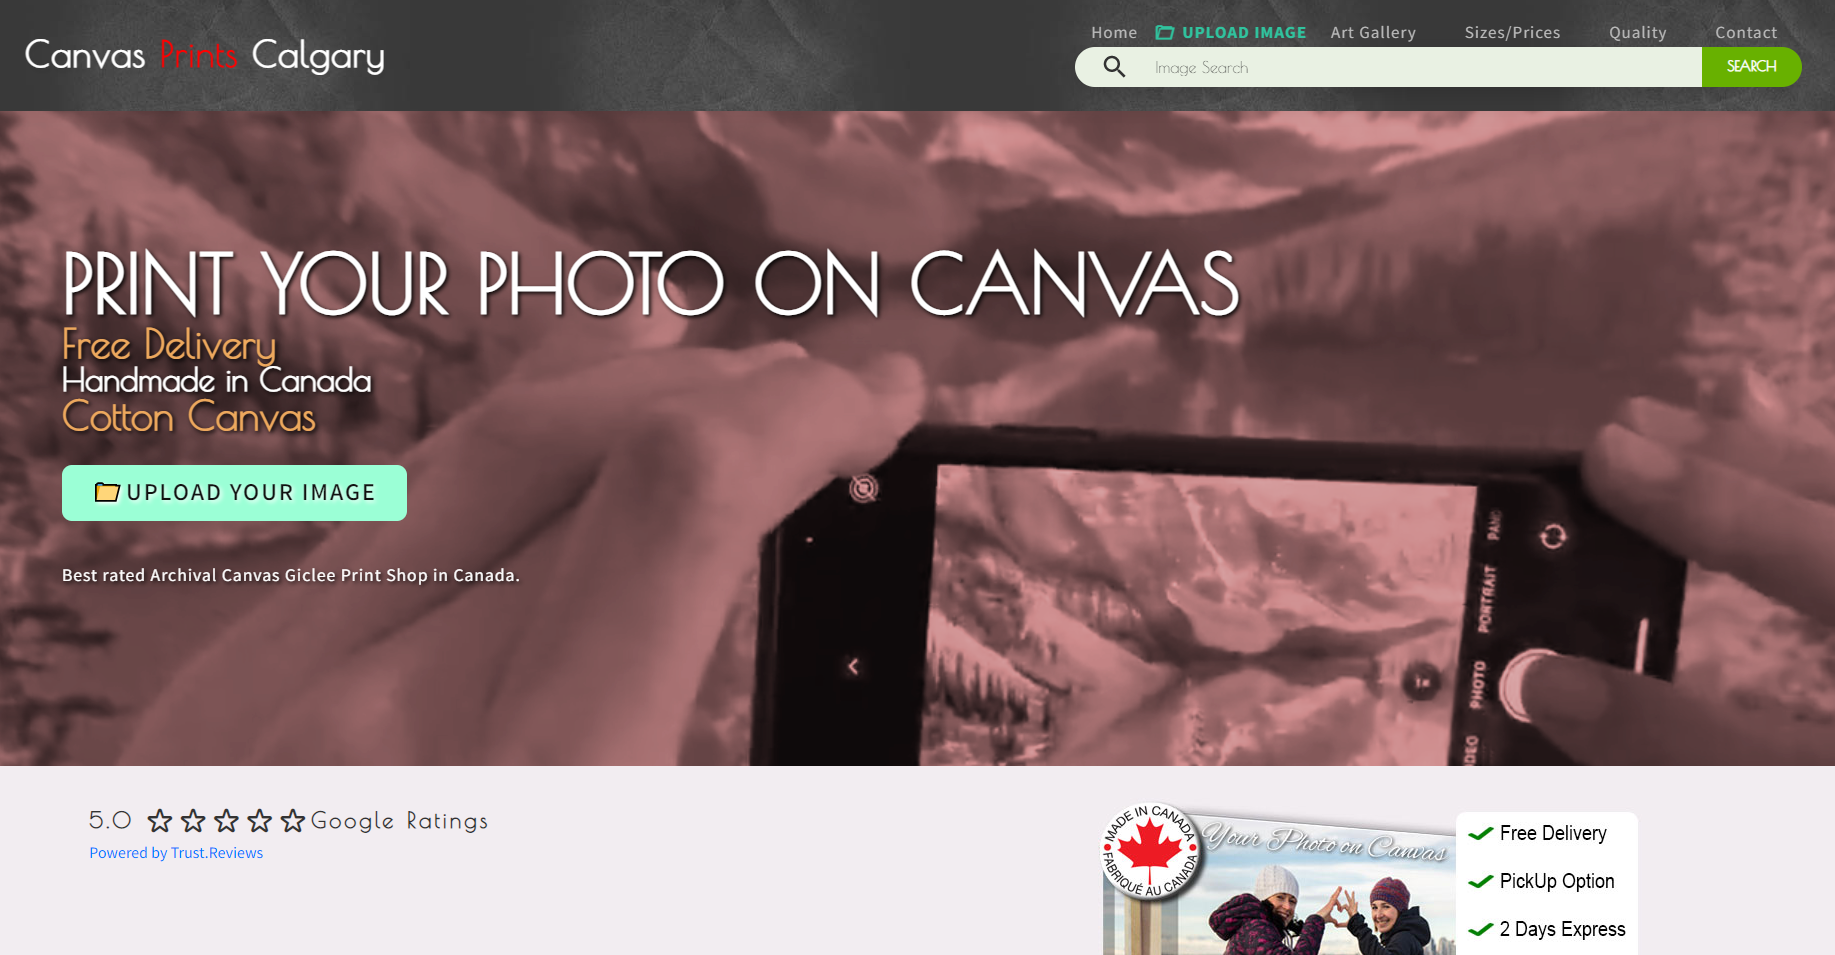 Canvas Prints Calgary
Home UPLOAD IMAGE Art Gallery Sizes/Prices Quality Contact
Image Search
SEARCH
PRINT YOUR PHOTO ON CANVAS
Free Delivery
Handmade in Canada
Cotton Canvas
UPLOAD YOUR IMAGE
Best rated Archival Canvas Giclee Print Shop in Canada.
PANO
PORTRAIT
PHOTO
5.0 Google Ratings
Powered by Trust.Reviews
MADE IN CANADA
FABRIQUÉ AU CANADA
Your Photo on Canvas
Free Delivery
PickUp Option
2 Days Express